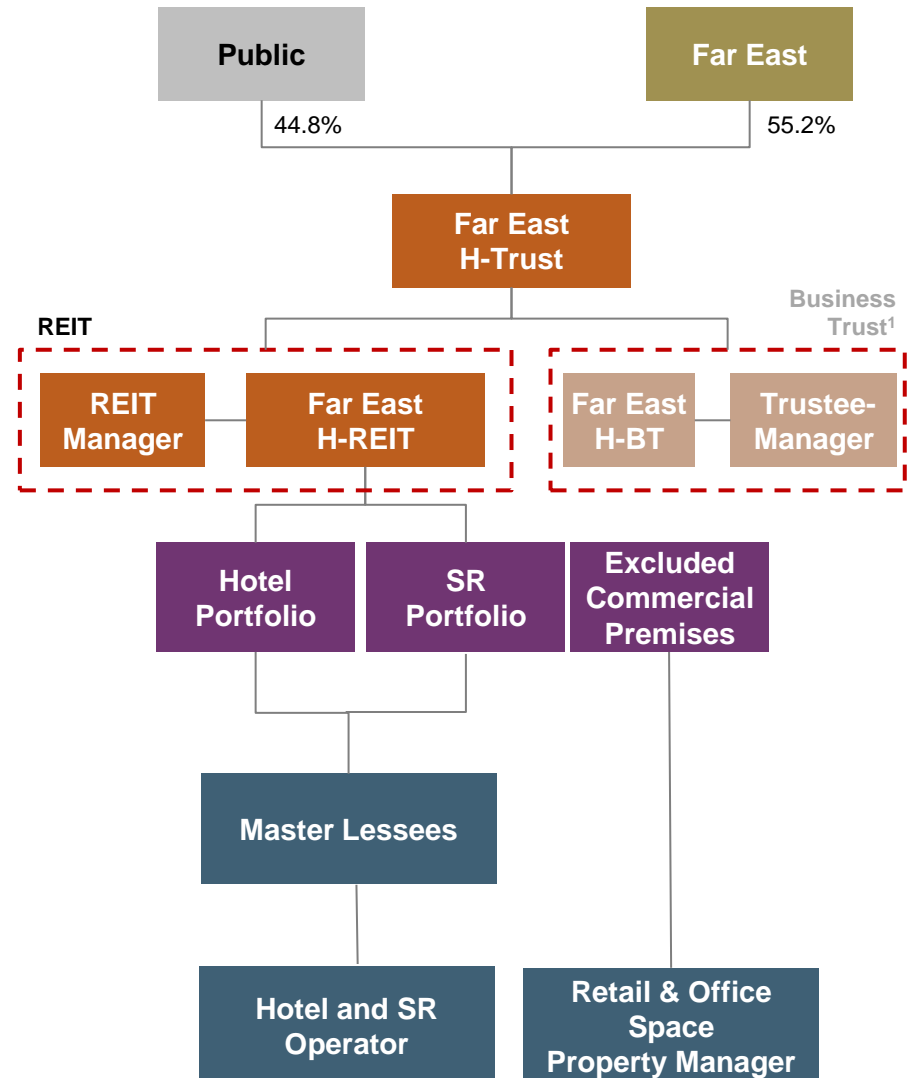 Public
Far East
44.8%
55.2%
Far East
H-Trust
Business
Trust¹
REIT
REIT
Manager
Far East
H-REIT
Far East
H-BT
Trustee-
Manager
Hotel
Portfolio
SR
Portfolio
Excluded
Commercial
Premises
Master Lessees
Hotel and SR
Operator
Retail & Office
Space
Property Manager